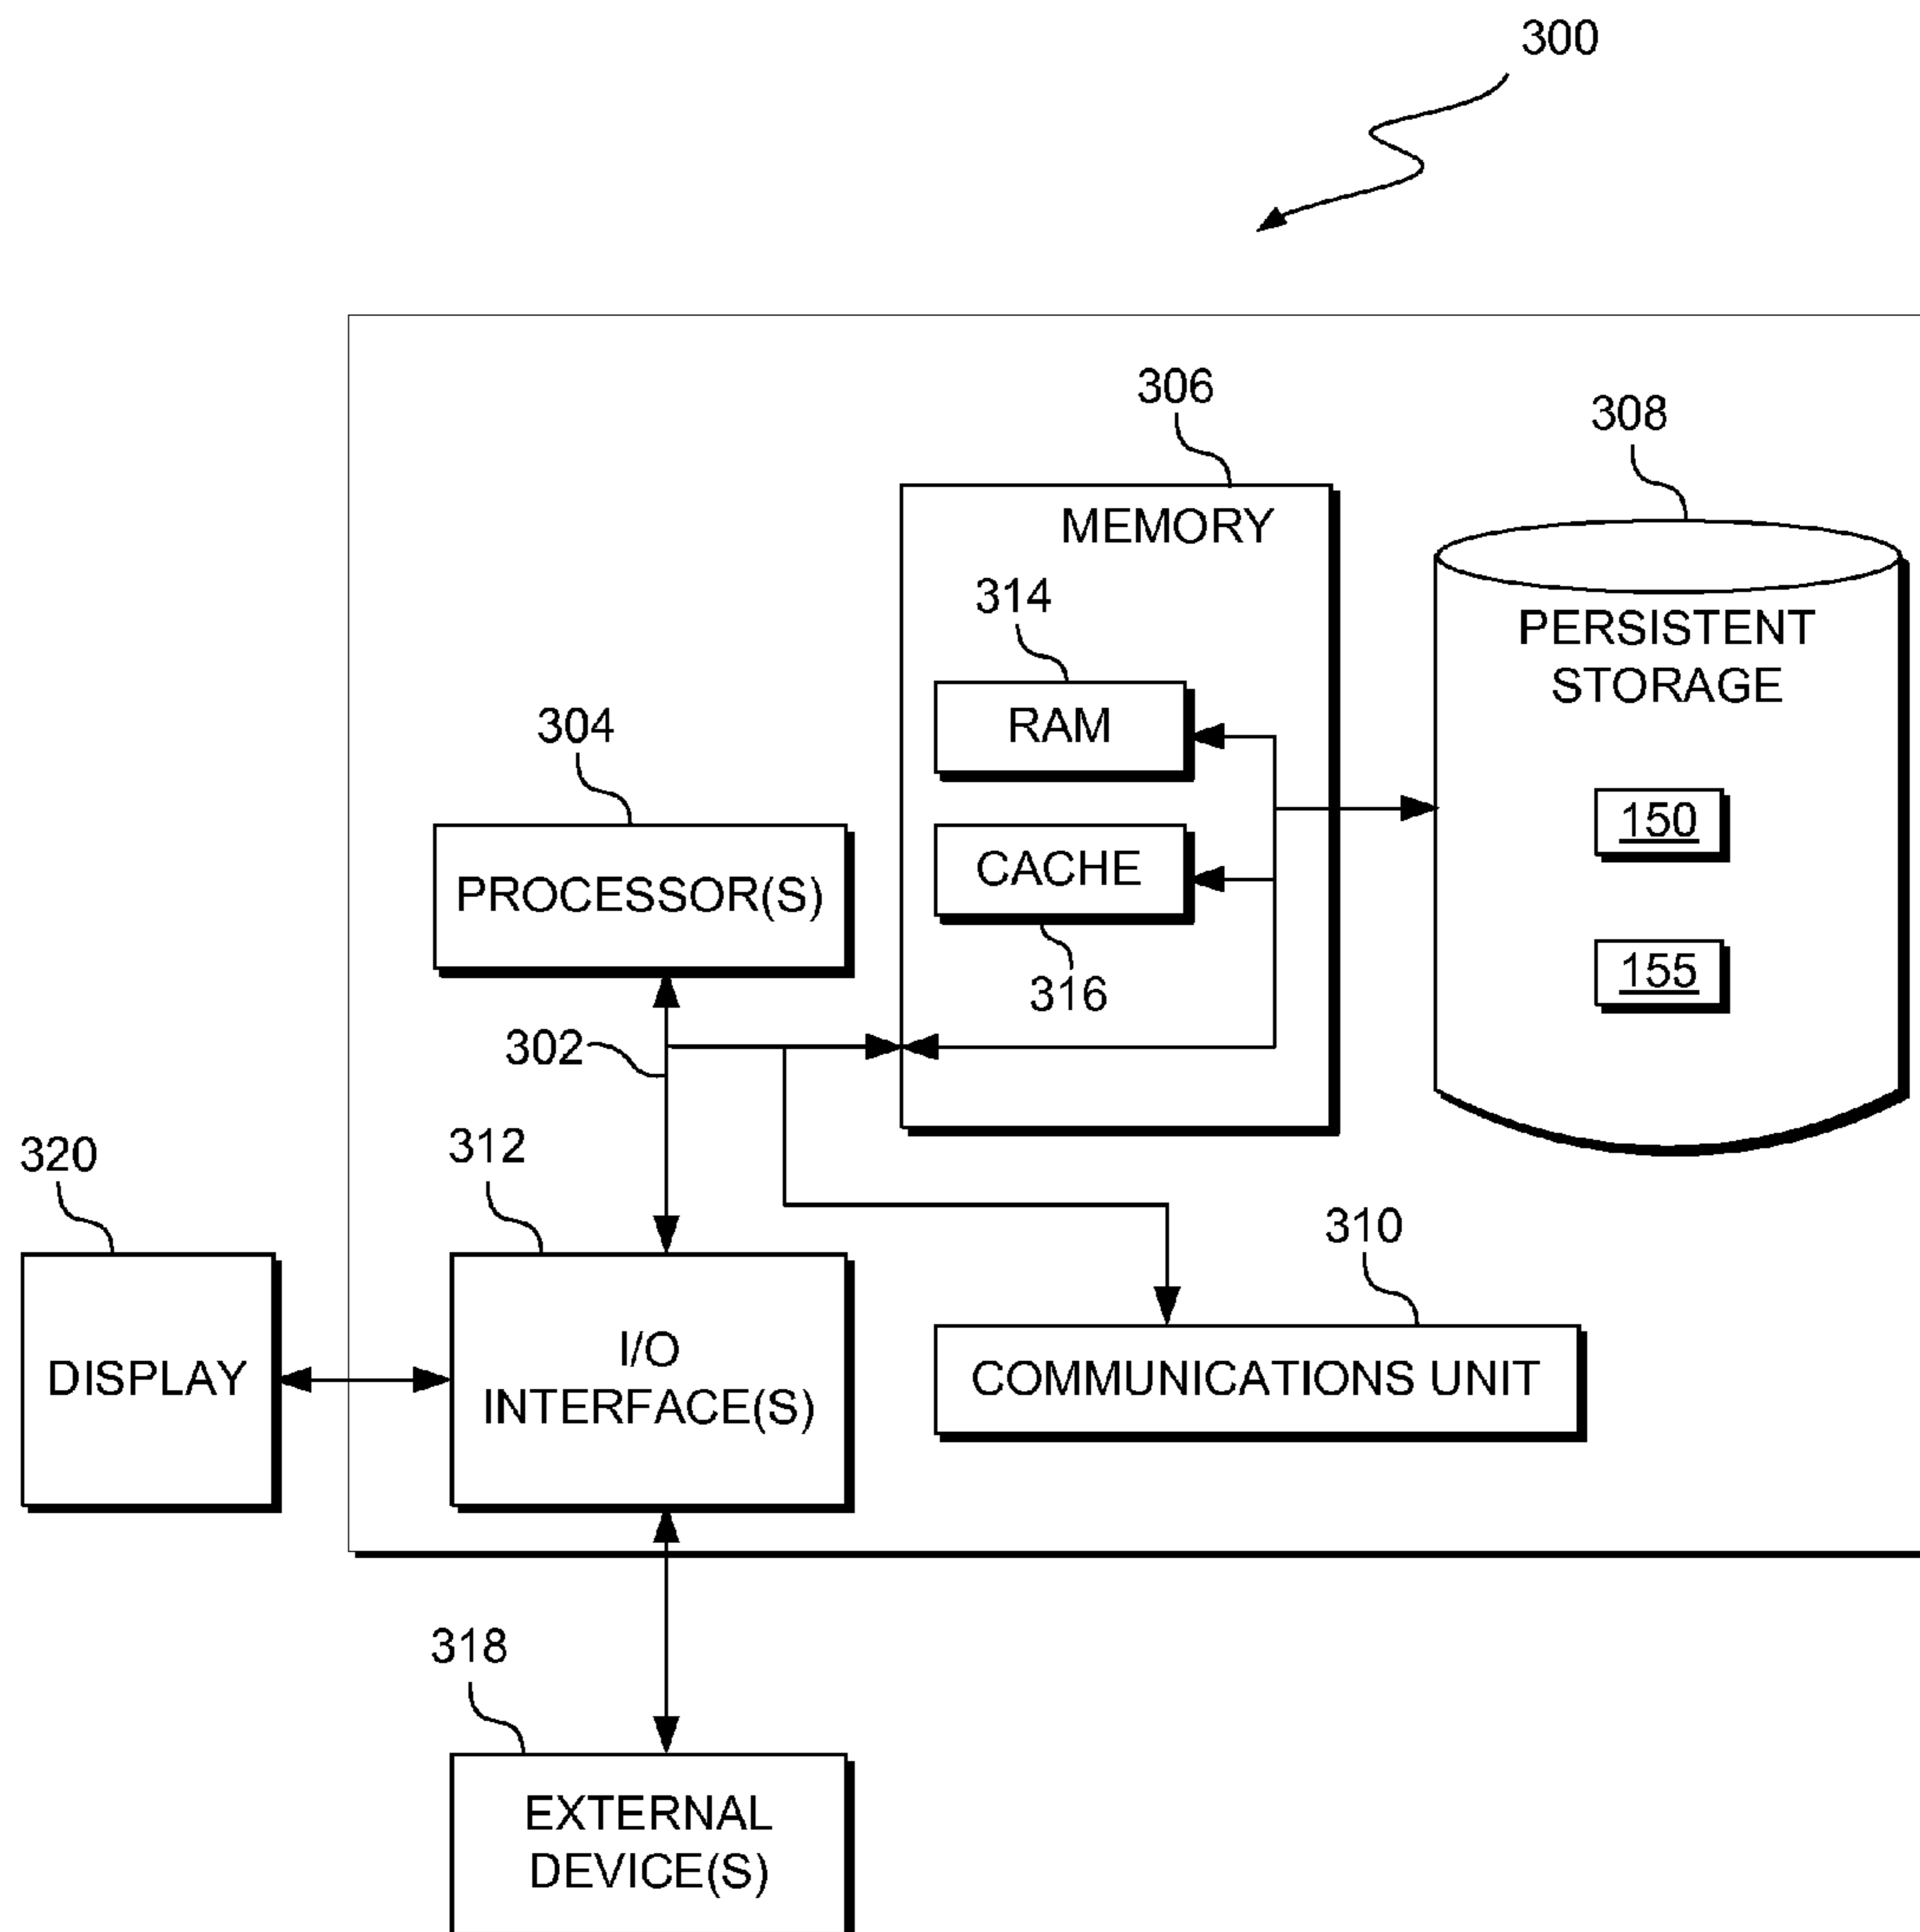 300
306
308
MEMORY
314
PERSISTENT
STORAGE
RAM
304
150
CACHE
PROCESSOR(S)
155
316
302
312
320
310
I/O
INTERFACE(S)
DISPLAY
COMMUNICATIONS UNIT
318
EXTERNAL
DEVICE(S)